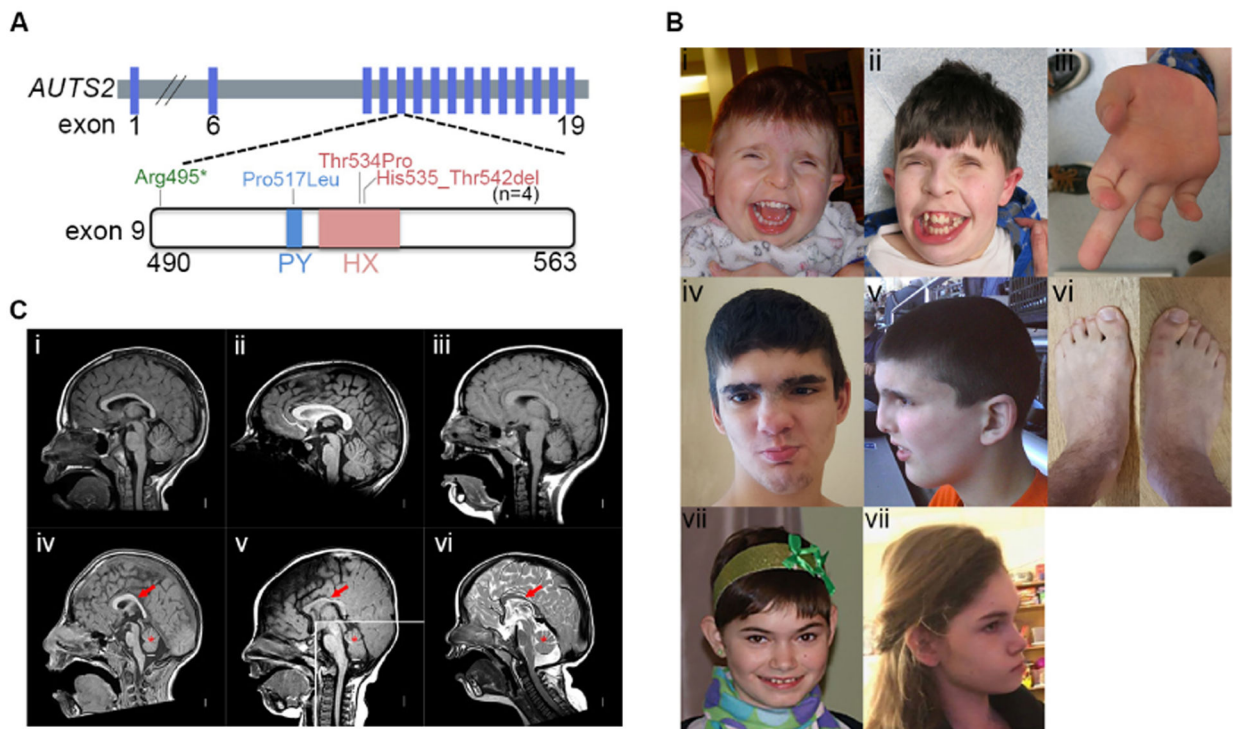 A
AUTS2
exon 1 6 19
Thr534Pro
Arg495* Pro517Leu His535_Thr542del
(n=4)
exon 9
490 PY HX 563
B
i ii iii
iv v vi
vii vii
C
i ii iii
iv v vi